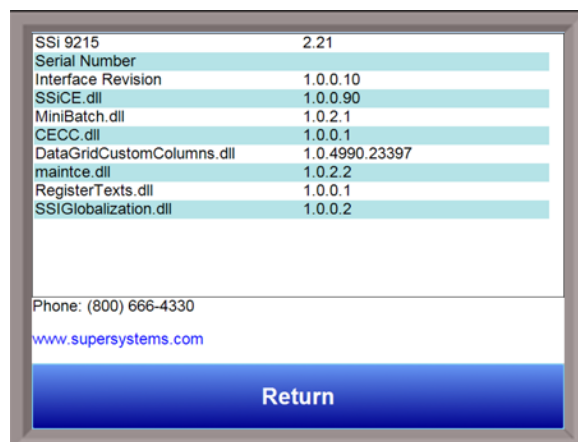 SSi 9215 2.21
Serial Number
Interface Revision 1.0.0.10
SSiCE.dll 1.0.0.90
MiniBatch.dll 1.0.2.1
CECC.dll 1.0.0.1
DataGridCustomColumns.dll 1.0.4990.23397
maintce.dll 1.0.2.2
RegisterTexts.dll 1.0.0.1
SSIGlobalization.dll 1.0.0.2
Phone: (800) 666-4330
www.supersystems.com
Return